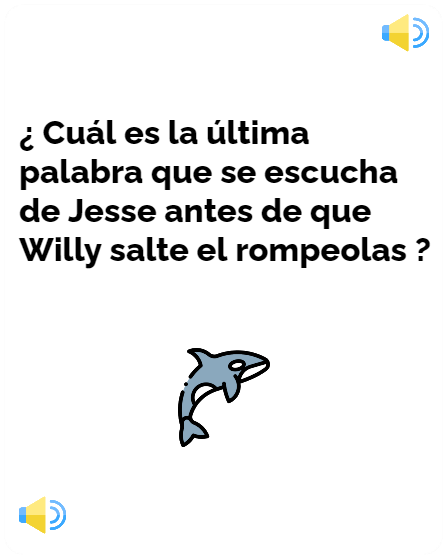 ¿ Cuál es la última
palabra que se escucha
de Jesse antes de que
Willy salte el rompeolas ?